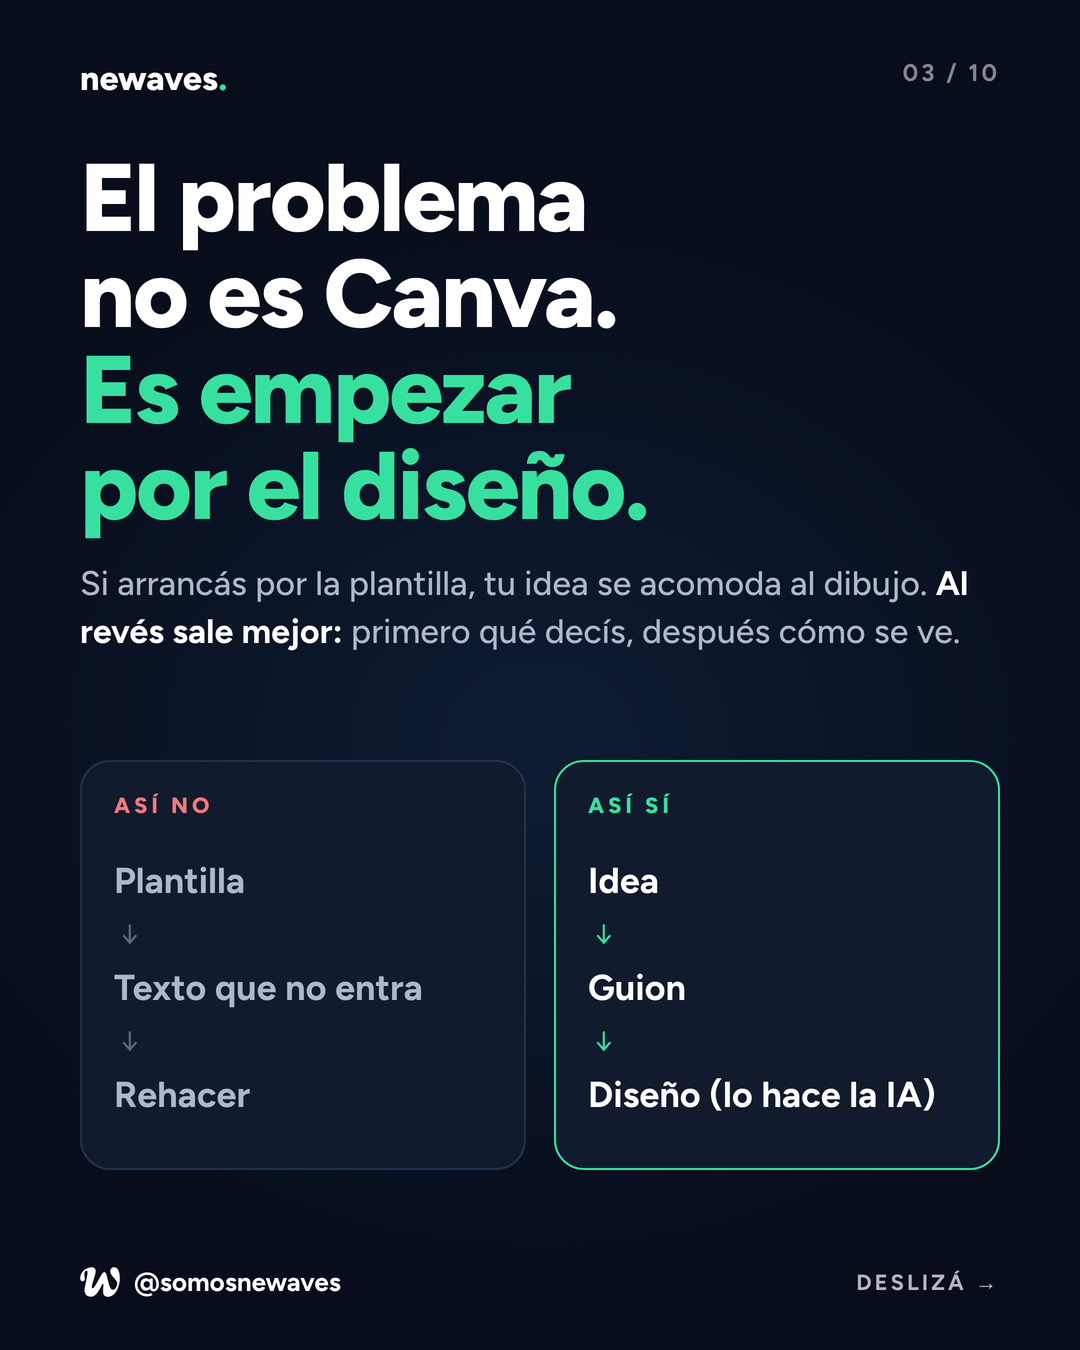 newaves.
03 / 10
El problema
no es Canva.
Es empezar
por el diseño.
Si arrancás por la plantilla, tu idea se acomoda al dibujo. Al
revés sale mejor: primero qué decís, después cómo se ve.
ASÍ NO
Plantilla
↓
Texto que no entra
↓
Rehacer
ASÍ SÍ
Idea
↓
Guion
↓
Diseño (lo hace la IA)
@somosnewaves
DESLIZÁ →